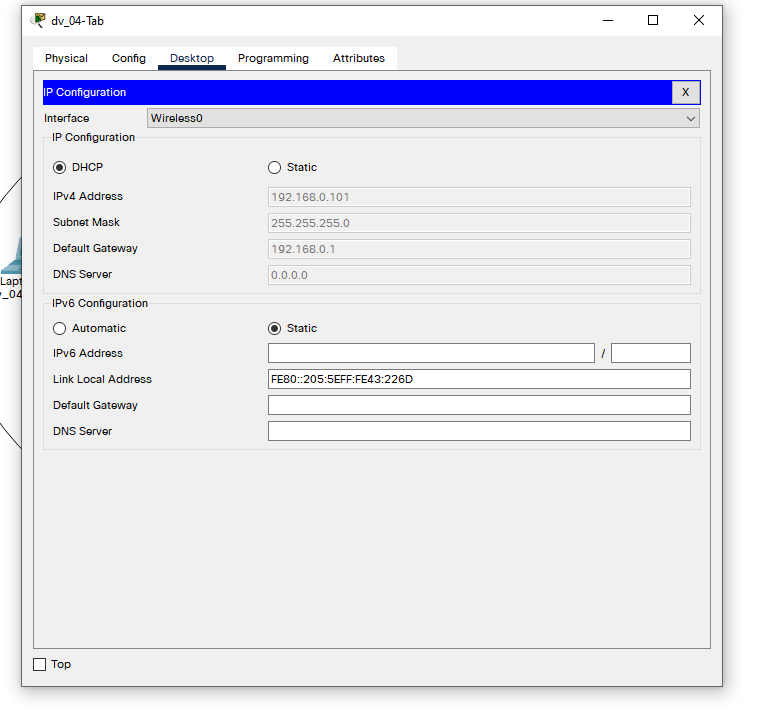 dv_04-Tab
Physical Config Desktop Programming Attributes
IP Configuration X
Interface Wireless0
IP Configuration
DHCP Static
IPv4 Address 192.168.0.101
Subnet Mask 255.255.255.0
Default Gateway 192.168.0.1
DNS Server 0.0.0.0
IPv6 Configuration
Automatic Static
IPv6 Address /
Link Local Address FE80::205:5EFF:FE43:226D
Default Gateway
DNS Server
Lapt
_04
Top